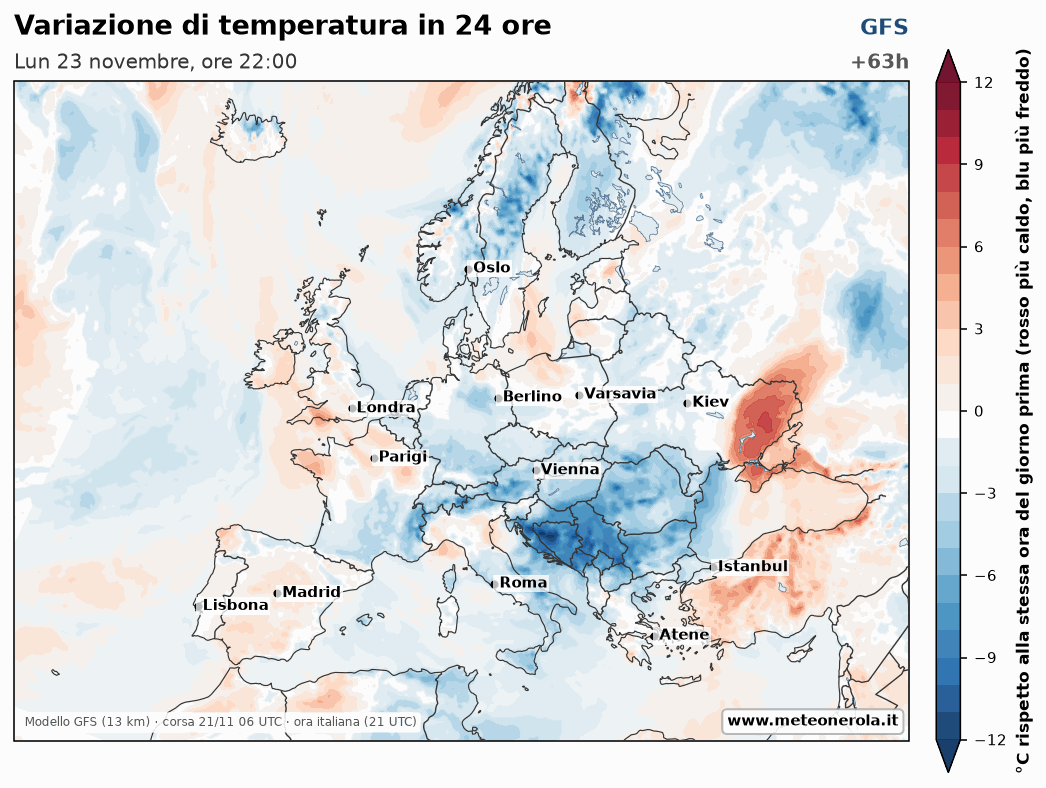 Variazione di temperatura in 24 ore
GFS
Lun 23 novembre, ore 22:00
+63h
Oslo
Londra
Berlino
Varsavia
Kiev
Parigi
Vienna
Istanbul
Roma
Madrid
Lisbona
Atene
Modello GFS (13 km) · corsa 21/11 06 UTC · ora italiana (21 UTC)
www.meteonerola.it
12
9
6
3
0
−3
−6
−9
−12
°C rispetto alla stessa ora del giorno prima (rosso più caldo, blu più freddo)